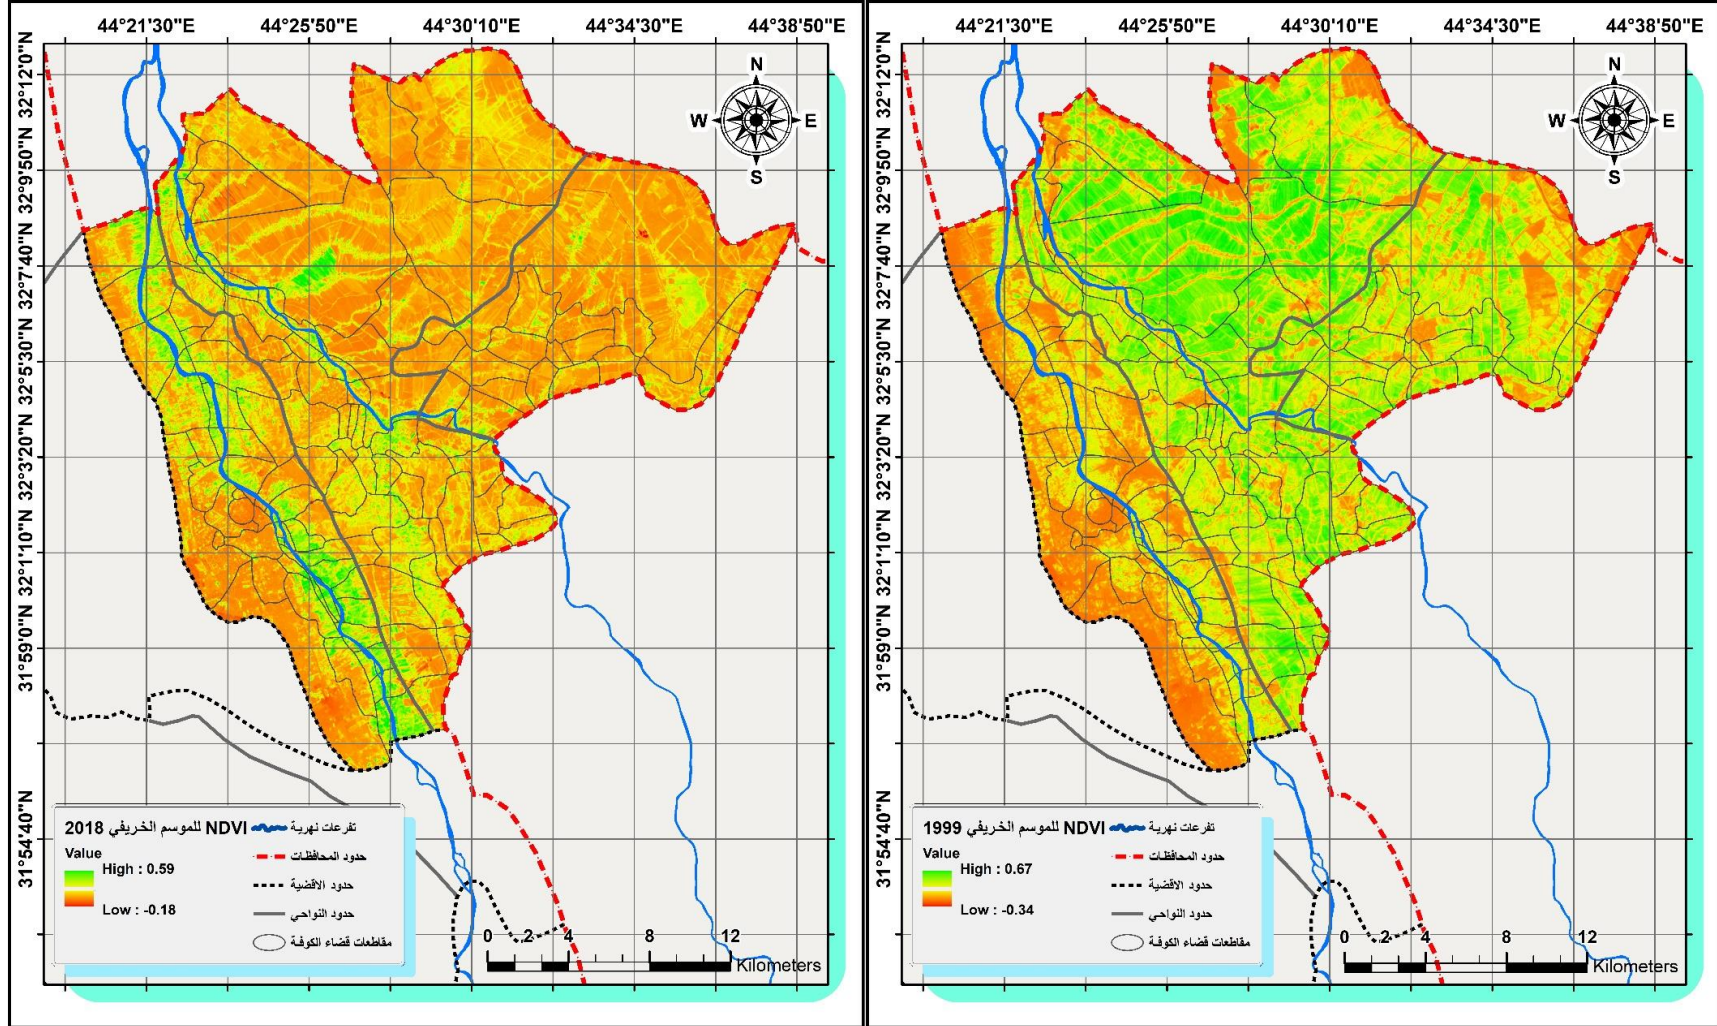 44°21'30"E 44°25'50"E 44°30'10"E 44°34'30"E 44°38'50"E
32°12'0"N
32°9'50"N
32°7'40"N
32°5'30"N
32°3'20"N
32°1'10"N
31°59'0"N
31°54'40"N
N
W E
S
NDVI للموسم الخريفي 2018
Value
High : 0.59
Low : -0.18
تفرعات نهرية
حدود المحافظات
حدود الاقضية
حدود النواحي
مقاطعات قضاء الكوفة
0 2 4 8 12
Kilometers
44°21'30"E 44°25'50"E 44°30'10"E 44°34'30"E 44°38'50"E
32°12'0"N
32°9'50"N
32°7'40"N
32°5'30"N
32°3'20"N
32°1'10"N
31°59'0"N
31°54'40"N
N
W E
S
NDVI للموسم الخريفي 1999
Value
High : 0.67
Low : -0.34
تفرعات نهرية
حدود المحافظات
حدود الاقضية
حدود النواحي
مقاطعات قضاء الكوفة
0 2 4 8 12
Kilometers